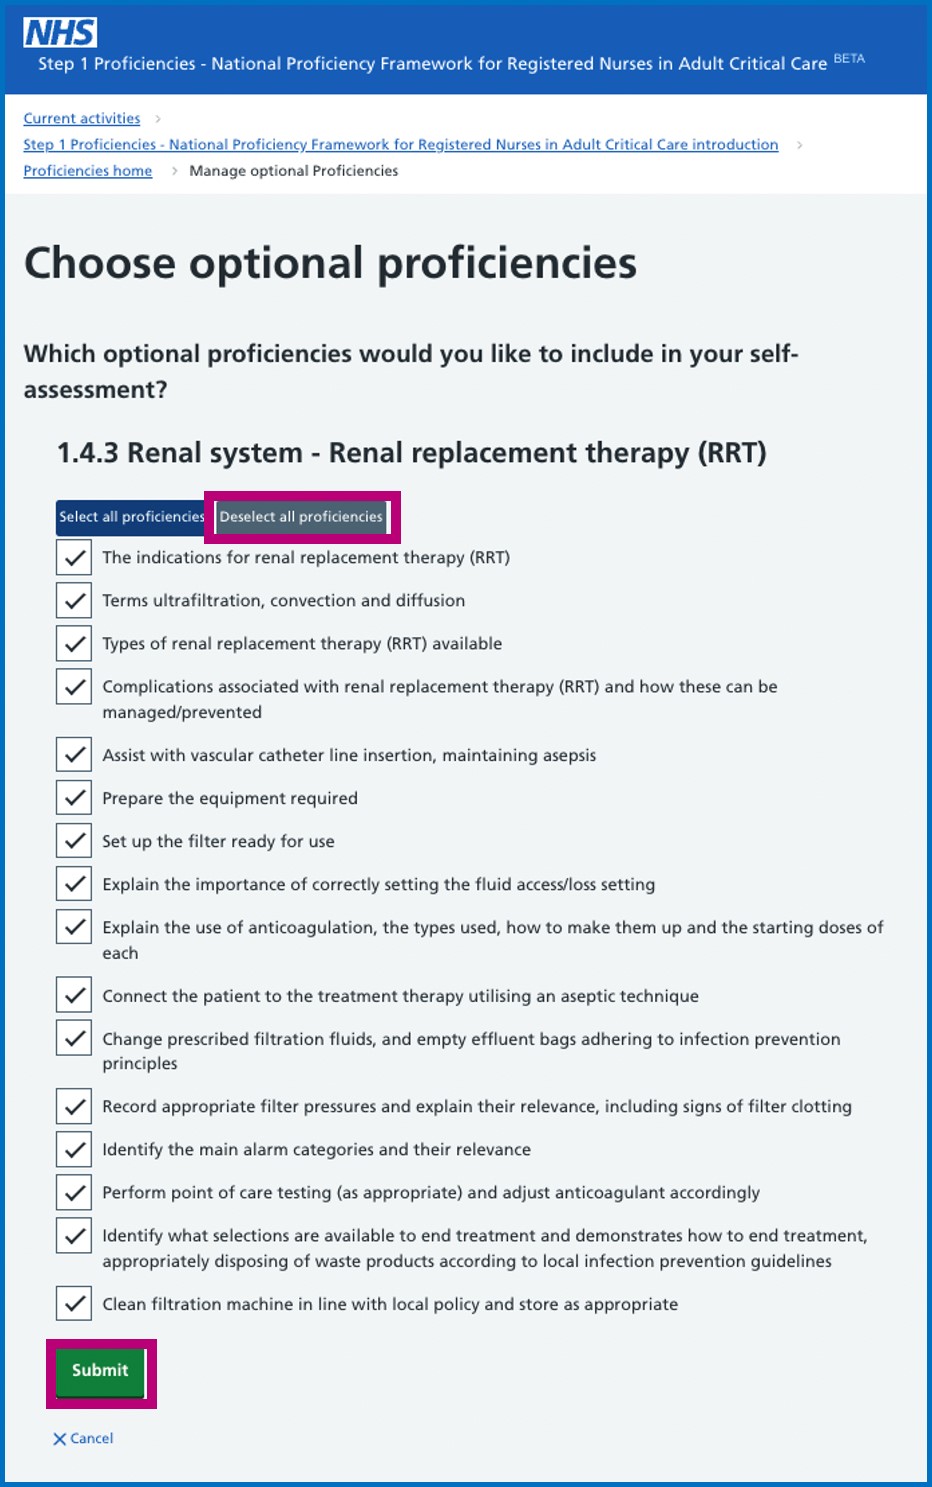 NHS
Step 1 Proficiencies - National Proficiency Framework for Registered Nurses in Adult Critical Care BETA
Current activities >
Step 1 Proficiencies - National Proficiency Framework for Registered Nurses in Adult Critical Care introduction >
Proficiencies home > Manage optional Proficiencies
Choose optional proficiencies
Which optional proficiencies would you like to include in your self-
assessment?
1.4.3 Renal system - Renal replacement therapy (RRT)
Select all proficiencies Deselect all proficiencies
The indications for renal replacement therapy (RRT)
Terms ultrafiltration, convection and diffusion
Types of renal replacement therapy (RRT) available
Complications associated with renal replacement therapy (RRT) and how these can be
managed/prevented
Assist with vascular catheter line insertion, maintaining asepsis
Prepare the equipment required
Set up the filter ready for use
Explain the importance of correctly setting the fluid access/loss setting
Explain the use of anticoagulation, the types used, how to make them up and the starting doses of
each
Connect the patient to the treatment therapy utilising an aseptic technique
Change prescribed filtration fluids, and empty effluent bags adhering to infection prevention
principles
Record appropriate filter pressures and explain their relevance, including signs of filter clotting
Identify the main alarm categories and their relevance
Perform point of care testing (as appropriate) and adjust anticoagulant accordingly
Identify what selections are available to end treatment and demonstrates how to end treatment,
appropriately disposing of waste products according to local infection prevention guidelines
Clean filtration machine in line with local policy and store as appropriate
Submit
Cancel